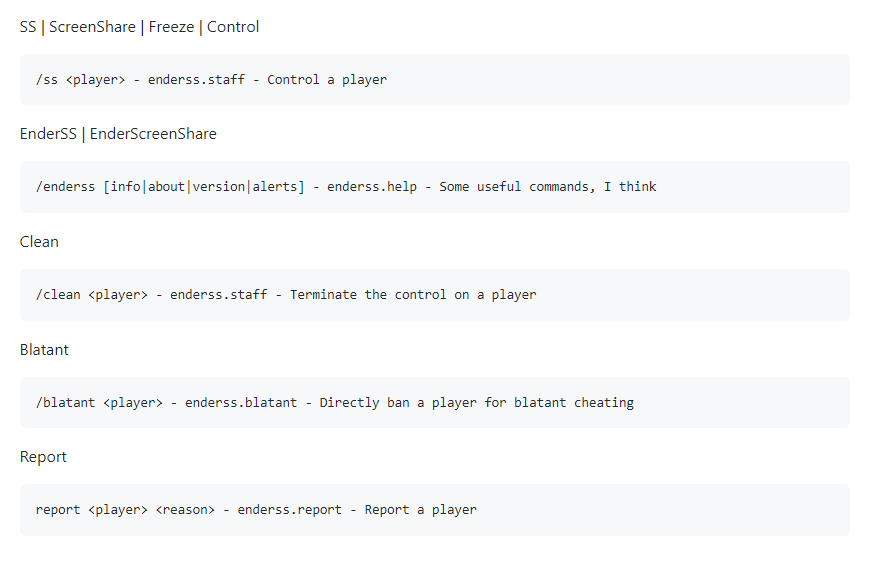 SS | ScreenShare | Freeze | Control
/ss <player> - enderss.staff - Control a player
EnderSS | EnderScreenShare
/enderss [info|about|version|alerts] - enderss.help - Some useful commands, I think
Clean
/clean <player> - enderss.staff - Terminate the control on a player
Blatant
/blatant <player> - enderss.blatant - Directly ban a player for blatant cheating
Report
report <player> <reason> - enderss.report - Report a player